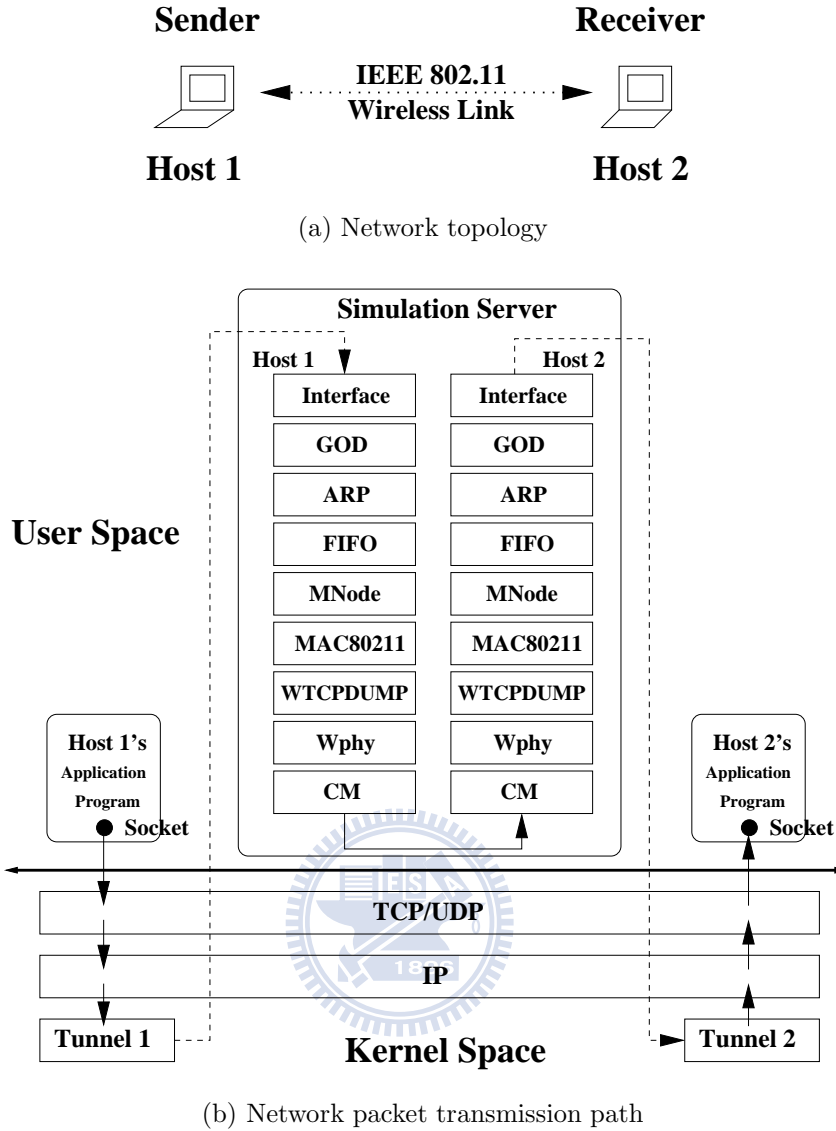 Sender
Receiver
IEEE 802.11
Wireless Link
Host 1
Host 2
(a) Network topology
Simulation Server
Host 1
Host 2
Interface
Interface
GOD
GOD
ARP
ARP
FIFO
FIFO
User Space
MNode
MNode
MAC80211
MAC80211
WTCPDUMP
WTCPDUMP
Wphy
Wphy
CM
CM
Host 1's
Application
Program
Socket
Host 2's
Application
Program
Socket
ES
TCP/UDP
1896
IP
Tunnel 1
Tunnel 2
Kernel Space
(b) Network packet transmission path